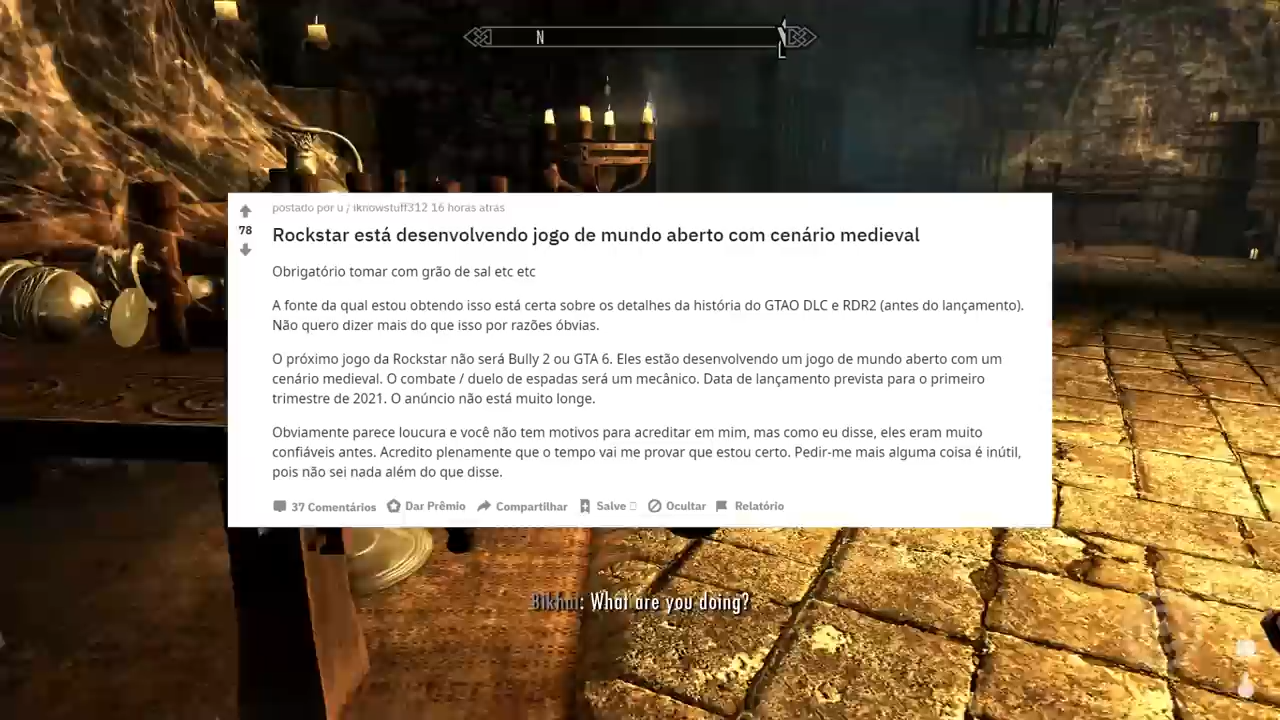 N
postado por u / iknowstuff312 16 horas atrás
78
Rockstar está desenvolvendo jogo de mundo aberto com cenário medieval
Obrigatório tomar com grão de sal etc etc
A fonte da qual estou obtendo isso está certa sobre os detalhes da história do GTAO DLC e RDR2 (antes do lançamento).
Não quero dizer mais do que isso por razões óbvias.
O próximo jogo da Rockstar não será Bully 2 ou GTA 6. Eles estão desenvolvendo um jogo de mundo aberto com um
cenário medieval. O combate / duelo de espadas será um mecânico. Data de lançamento prevista para o primeiro
trimestre de 2021. O anúncio não está muito longe.
Obviamente parece loucura e você não tem motivos para acreditar em mim, mas como eu disse, eles eram muito
confiáveis antes. Acredito plenamente que o tempo vai me provar que estou certo. Pedir-me mais alguma coisa é inútil,
pois não sei nada além do que disse.
37 Comentários Dar Prêmio Compartilhar Salve Ocultar Relatório
: What are you doing?